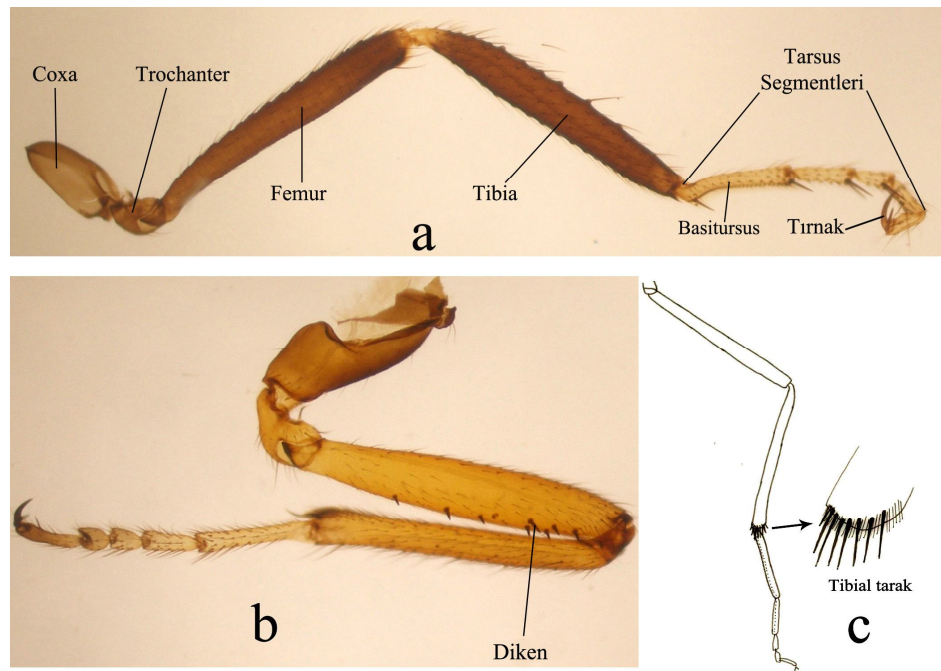 Coxa
Trochanter
Femur
Tibia
Tarsus
Segmentleri
Basitursus
Tırnak
a
b
Diken
Tibial tarak
c